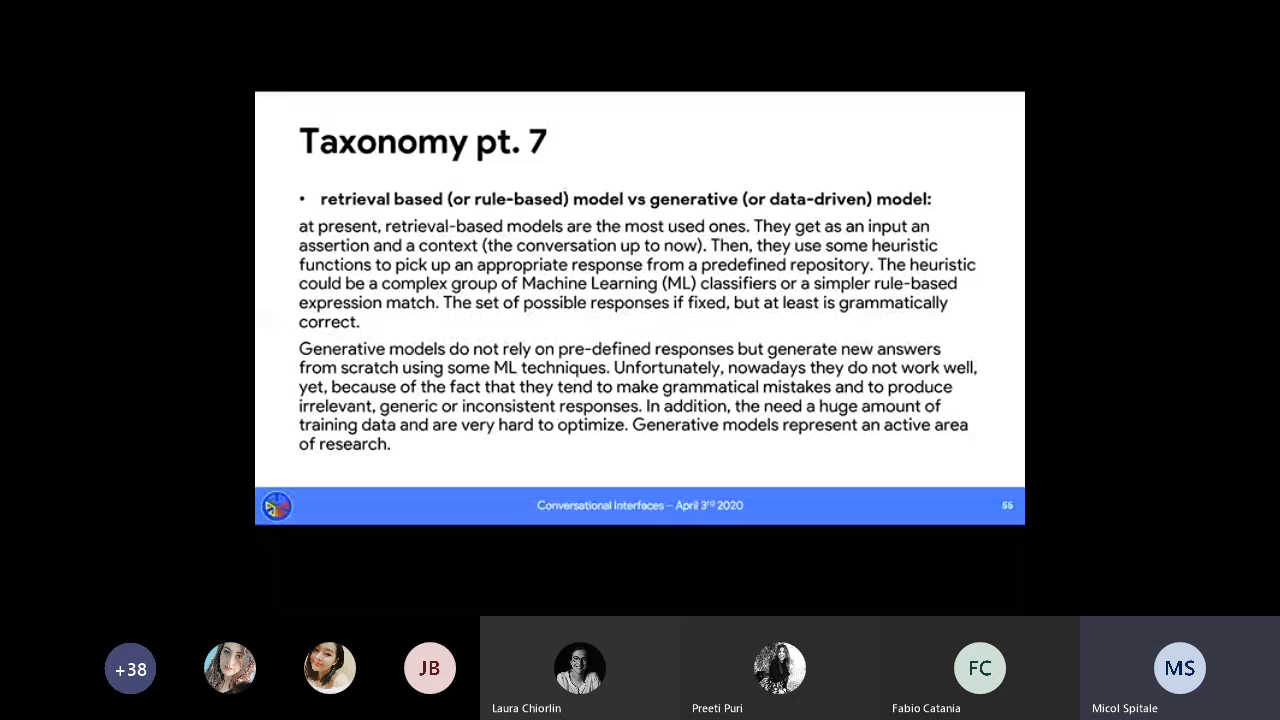 Taxonomy pt. 7
• retrieval based (or rule-based) model vs generative (or data-driven) model:
at present, retrieval-based models are the most used ones. They get as an input an
assertion and a context (the conversation up to now). Then, they use some heuristic
functions to pick up an appropriate response from a predefined repository. The heuristic
could be a complex group of Machine Learning (ML) classifiers or a simpler rule-based
expression match. The set of possible responses if fixed, but at least is grammatically
correct.
Generative models do not rely on pre-defined responses but generate new answers
from scratch using some ML techniques. Unfortunately, nowadays they do not work well,
yet, because of the fact that they tend to make grammatical mistakes and to produce
irrelevant, generic or inconsistent responses. In addition, the need a huge amount of
training data and are very hard to optimize. Generative models represent an active area
of research.
Conversational Interfaces – April 3rd 2020
55
+38
JB
FC
MS
Laura Chiorlin
Preeti Puri
Fabio Catania
Micol Spitale